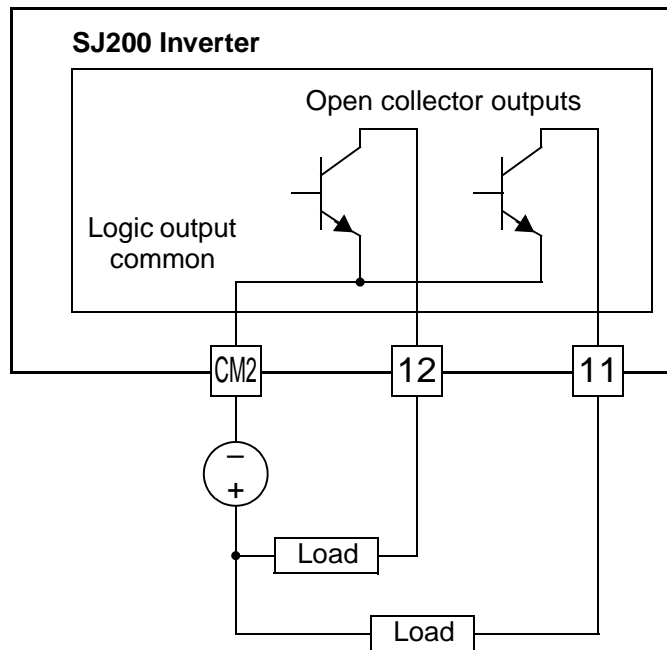 SJ200 Inverter
Open collector outputs
Logic output
common
CM2
12
11
–
+
Load
Load